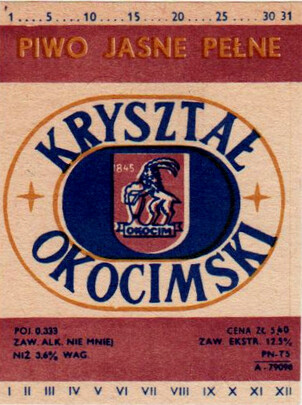 1....5....10.....15.....20.....25.....30 31
PIWO JASNE PEŁNE
KRYSZTAŁ
1845
OKOCIM
OKOCIMSKI
POJ. 0.333
ZAW. ALK. NIE MNIEJ
NIŻ 3,6% WAG.
CENA ZŁ 5,40
ZAW. EKSTR. 12,5%
PN-75
A-79098
I II III IV V VI VII VIII IX X XI XII